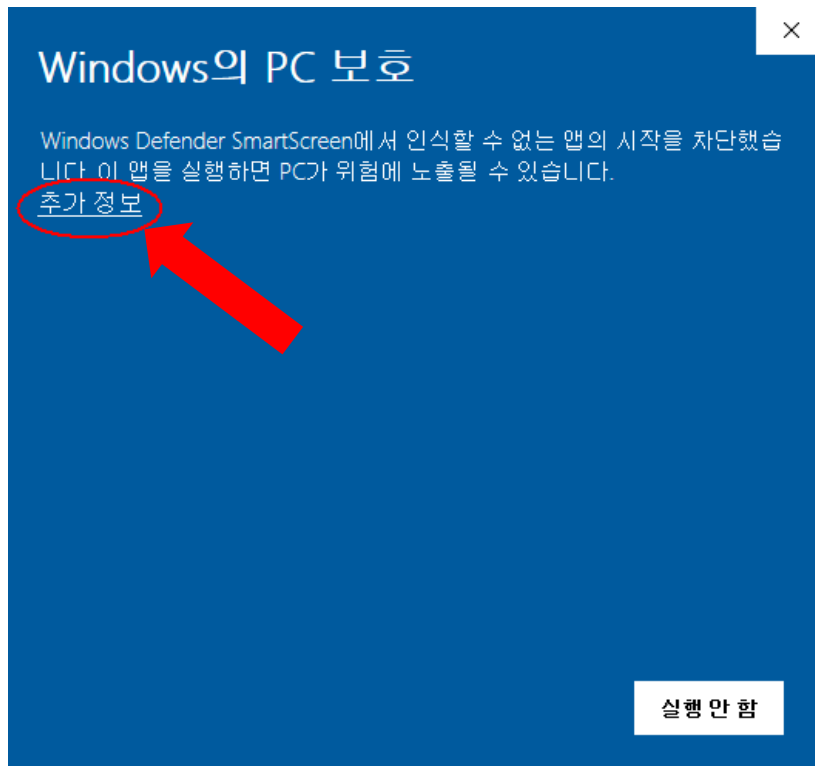 Windows의 PC 보호
Windows Defender SmartScreen에서 인식할 수 없는 앱의 시작을 차단했습
니다. 이 앱을 실행하면 PC가 위험에 노출될 수 있습니다.
추가 정보
실행 안 함